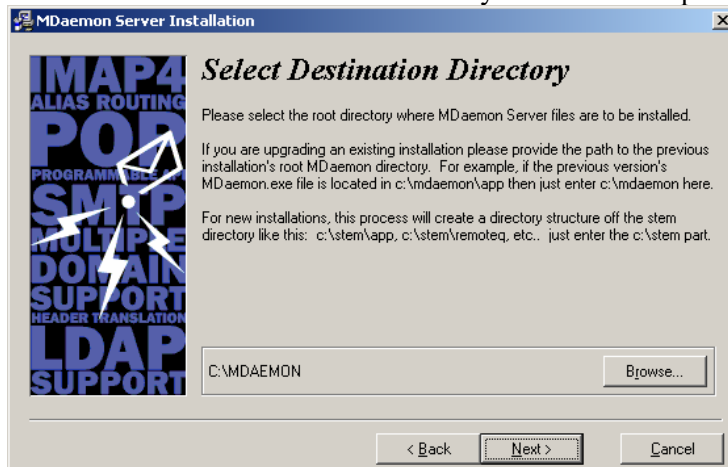 MDaemon Server Installation
IMAP4
ALIAS ROUTING
POP
PROGRAMMABLE API
SMTP
MULTIPLE
DOMAIN
SUPPORT
HEADER TRANSLATION
LDAP
SUPPORT
Select Destination Directory
Please select the root directory where MDaemon Server files are to be installed.
If you are upgrading an existing installation please provide the path to the previous
installation's root MDaemon directory. For example, if the previous version's
MDaemon.exe file is located in c:\mdaemon\app then just enter c:\mdaemon here.
For new installations, this process will create a directory structure off the stem
directory like this: c:\stem\app, c:\stem\remoteq, etc.. just enter the c:\stem part.
C:\MDAEMON
Browse...
< Back
Next >
Cancel